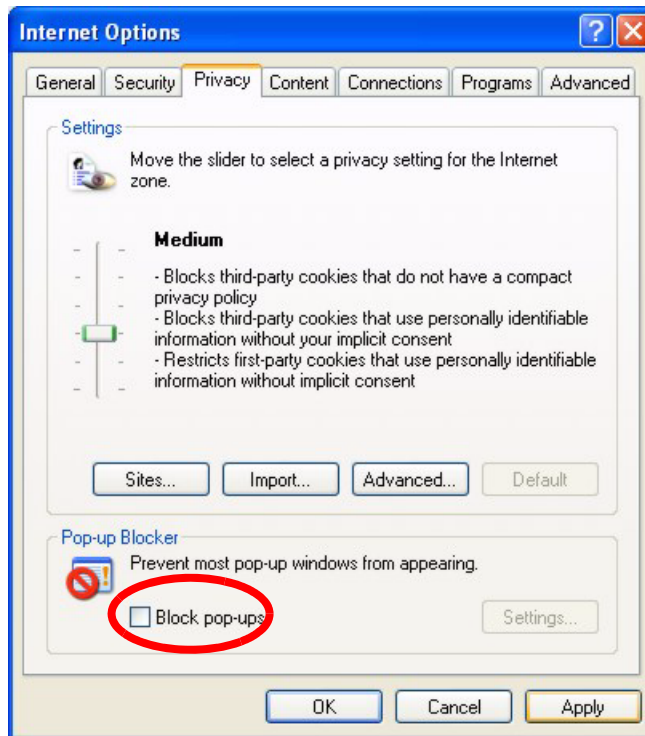 Internet Options
General Security Privacy Content Connections Programs Advanced
Settings
Move the slider to select a privacy setting for the Internet
zone.
Medium
- Blocks third-party cookies that do not have a compact
privacy policy
- Blocks third-party cookies that use personally identifiable
information without your implicit consent
- Restricts first-party cookies that use personally identifiable
information without implicit consent
Sites... Import... Advanced... Default
Pop-up Blocker
Prevent most pop-up windows from appearing.
Block pop-ups Settings...
OK Cancel Apply